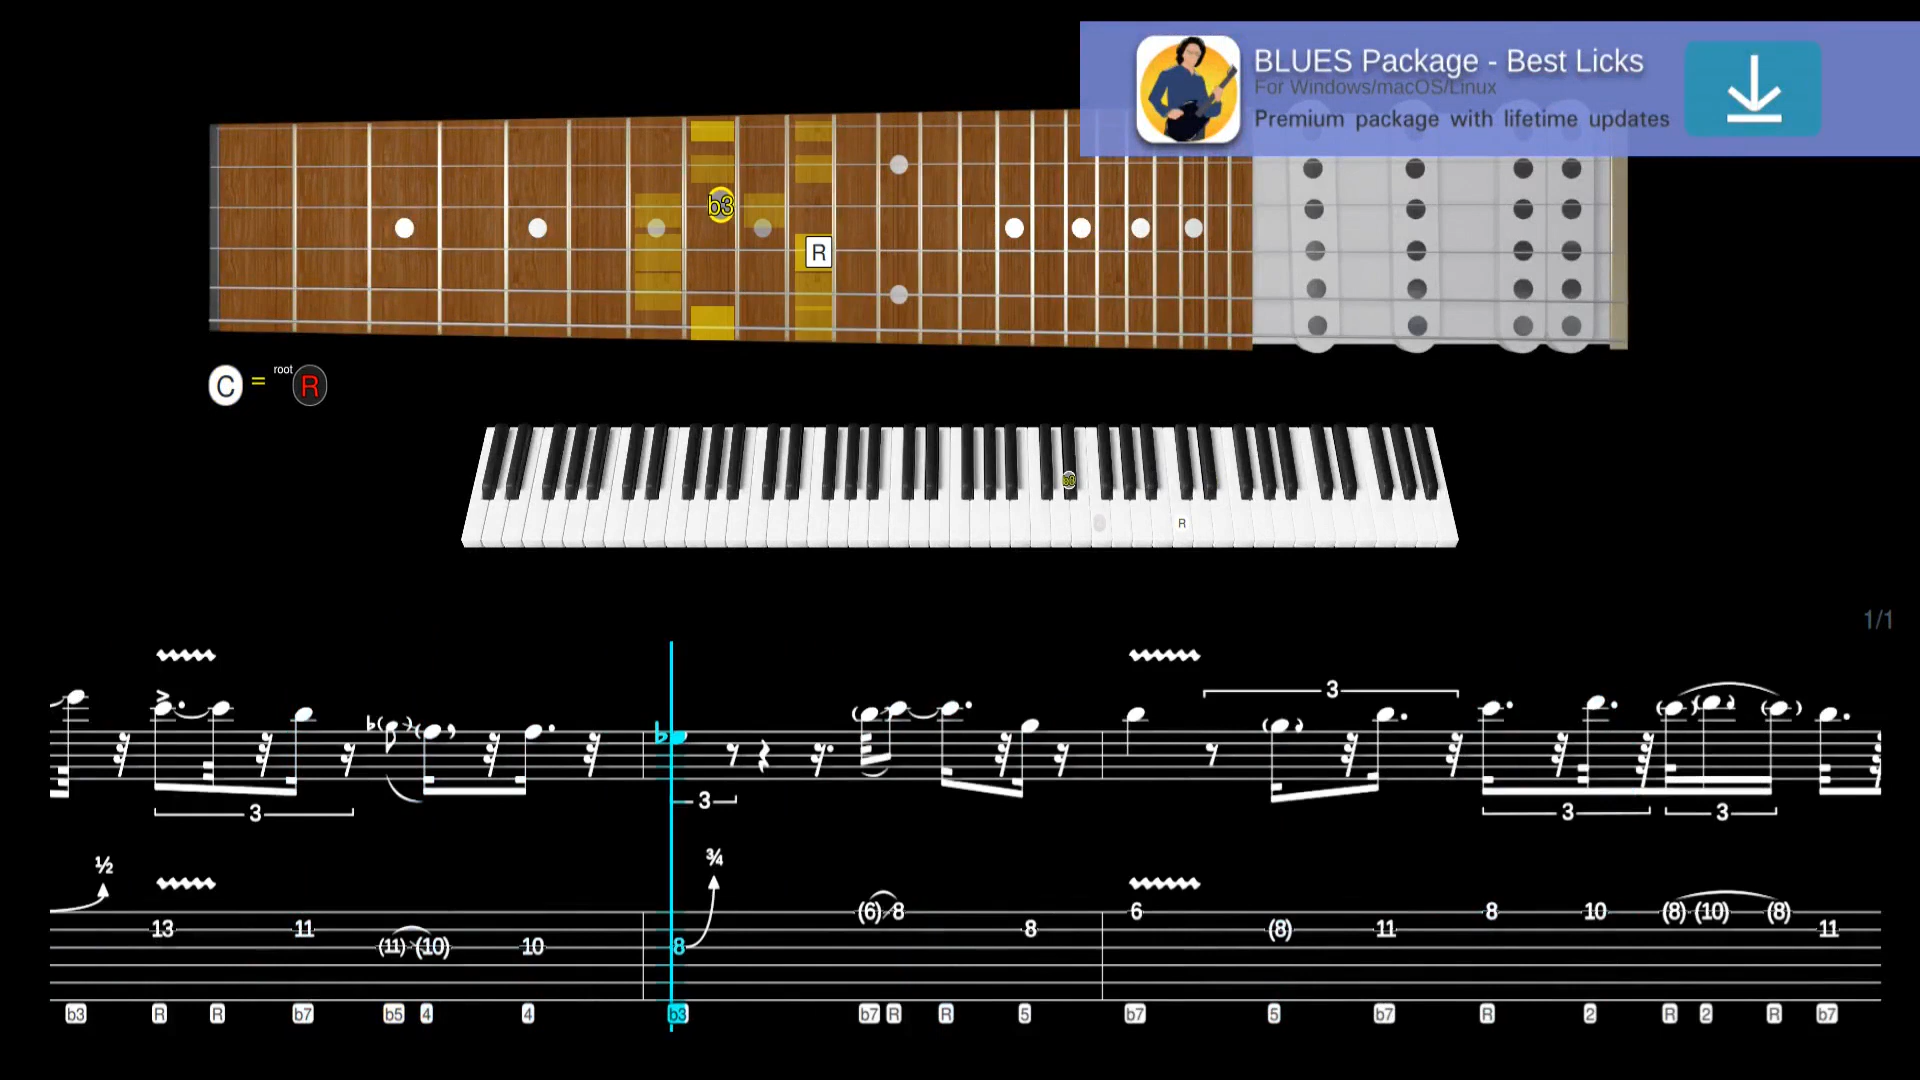 BLUES Package - Best Licks
For Windows/macOS/Linux
Premium package with lifetime updates
b3
R
C = root R
b3
R
1/1
3
3
3
3 3
½ ¾
(6) 8 6 8 10 (8) (10) (8)
13 11 8 (8) 11 11
(11) (10) 10 8
b3 R R b7 b5 4 4 b3 b7 R R 5 b7 5 b7 R 2 R 2 R b7